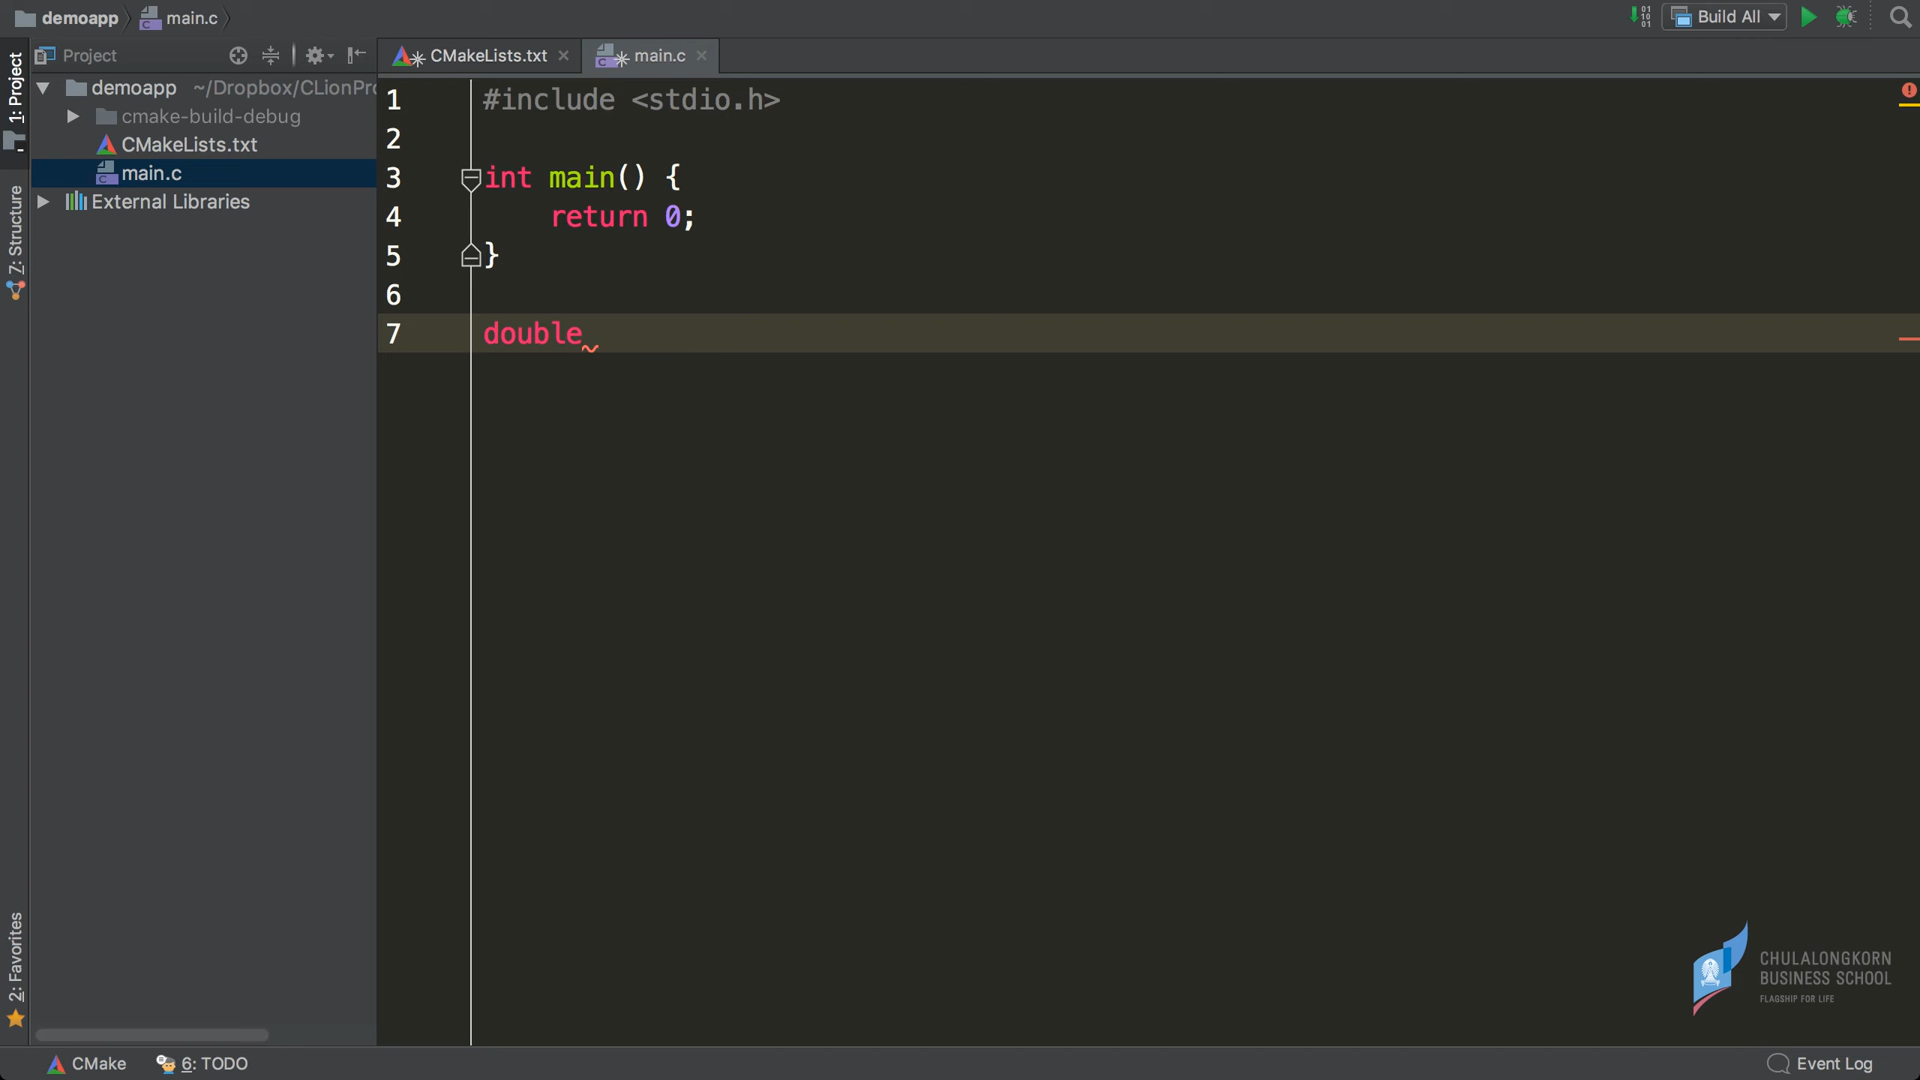 demoapp
main.c
Build All
1: Project
Project
CMakeLists.txt
main.c
demoapp ~/Dropbox/CLionPro
cmake-build-debug
CMakeLists.txt
main.c
External Libraries
7: Structure
2: Favorites
1 #include <stdio.h>
2
3 int main() {
4 return 0;
5 }
6
7 double
CHULALONGKORN
BUSINESS SCHOOL
FLAGSHIP FOR LIFE
CMake
6: TODO
Event Log